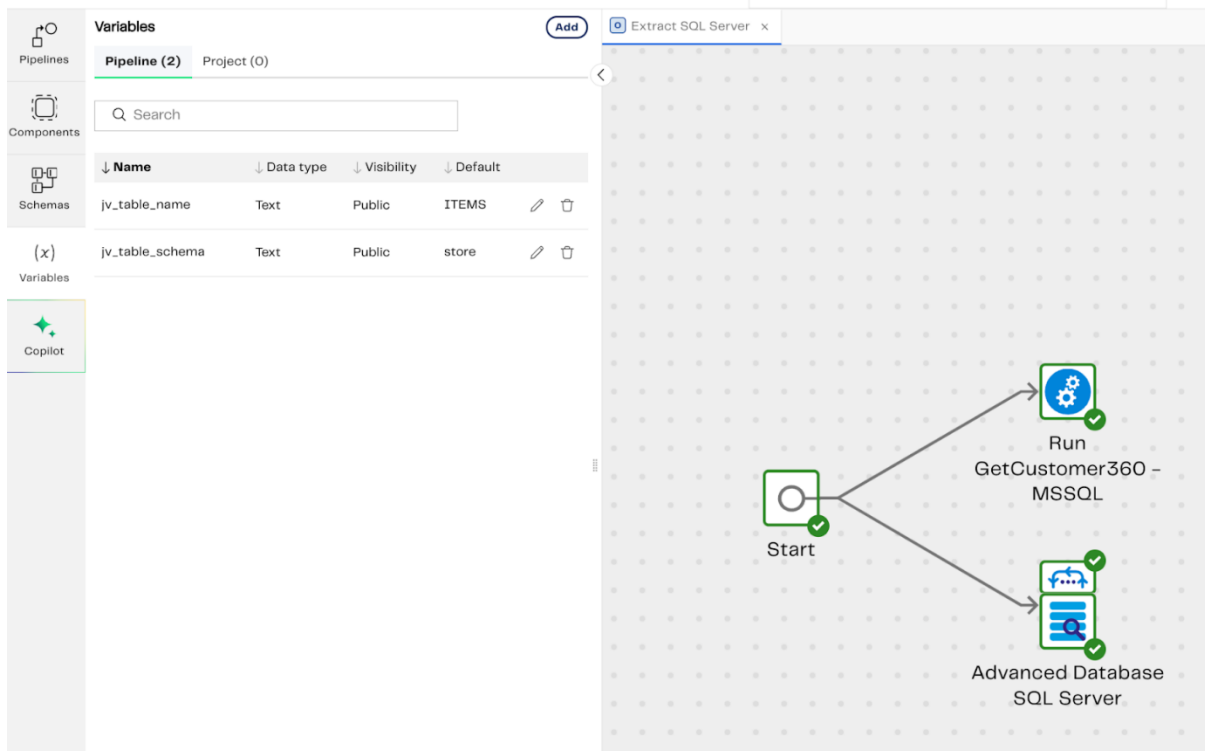 Pipelines
Components
Schemas
(x)
Variables
Copilot
Variables
Add
Pipeline (2) Project (0)
Search
↓ Name ↓ Data type ↓ Visibility ↓ Default
jv_table_name Text Public ITEMS
jv_table_schema Text Public store
Extract SQL Server ×
Run
GetCustomer360 –
MSSQL
Start
Advanced Database
SQL Server